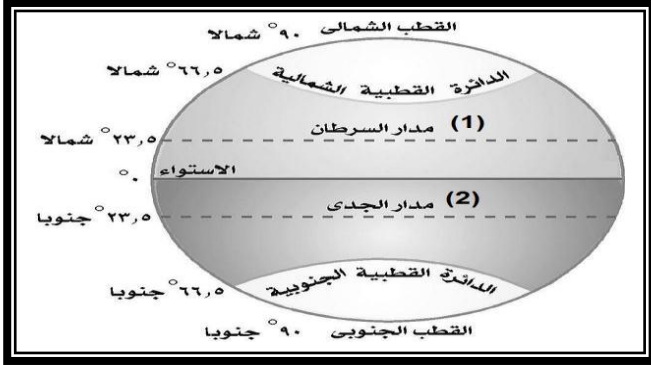 القطب الشمالى ٩٠° شمالا
٦٦,٥° شمالا
الدائرة القطبية الشمالية
(1) مدار السرطان
٢٣,٥° شمالا
الاستواء
٠°
(2) مدار الجدى
٢٣,٥° جنوبا
الدائرة القطبية الجنوبية
٦٦,٥° جنوبا
القطب الجنوبى ٩٠° جنوبا